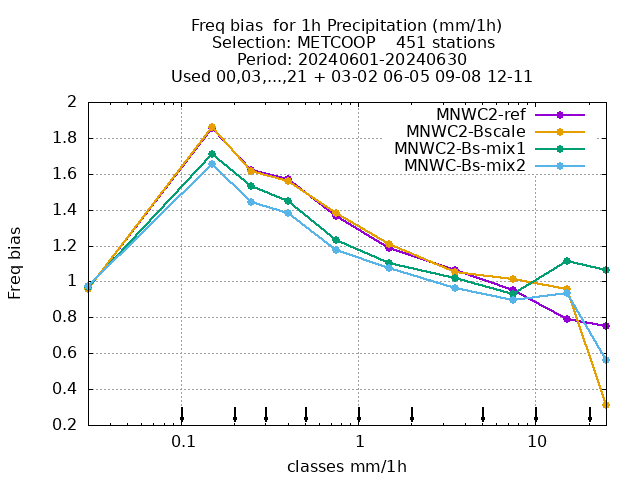 Freq bias  for 1h Precipitation (mm/1h)
Selection: METCOOP    451 stations
Period: 20240601-20240630
Used 00,03,...,21 + 03-02 06-05 09-08 12-11
MNWC2-ref
MNWC2-Bscale
MNWC2-Bs-mix1
MNWC-Bs-mix2
Freq bias
2
1.8
1.6
1.4
1.2
1
0.8
0.6
0.4
0.2
0.1
1
10
classes mm/1h